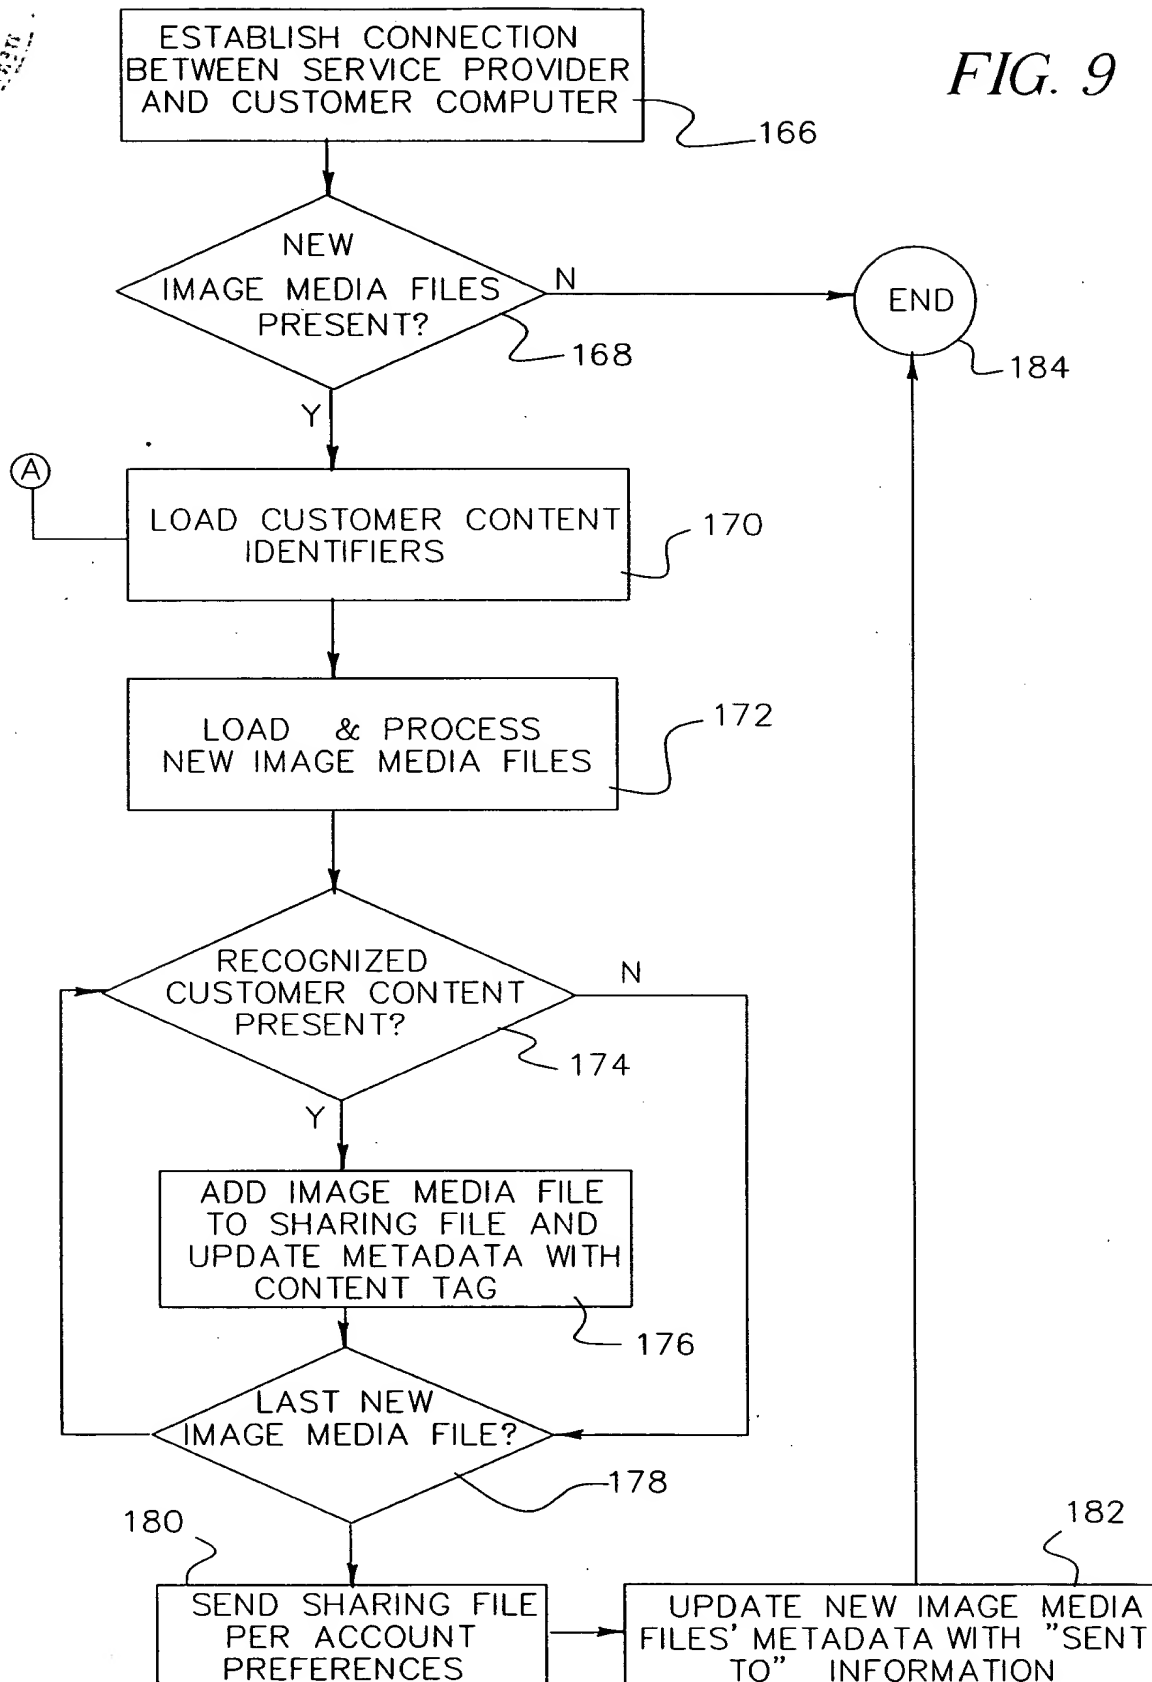 FIG. 9
ESTABLISH CONNECTION
BETWEEN SERVICE PROVIDER
AND CUSTOMER COMPUTER
166
NEW
IMAGE MEDIA FILES
PRESENT?
N
168
END
184
Y
A
LOAD CUSTOMER CONTENT
IDENTIFIERS
170
LOAD & PROCESS
NEW IMAGE MEDIA FILES
172
RECOGNIZED
CUSTOMER CONTENT
PRESENT?
N
174
Y
ADD IMAGE MEDIA FILE
TO SHARING FILE AND
UPDATE METADATA WITH
CONTENT TAG
176
LAST NEW
IMAGE MEDIA FILE?
178
180
SEND SHARING FILE
PER ACCOUNT
PREFERENCES
182
UPDATE NEW IMAGE MEDIA
FILES' METADATA WITH "SENT
TO" INFORMATION